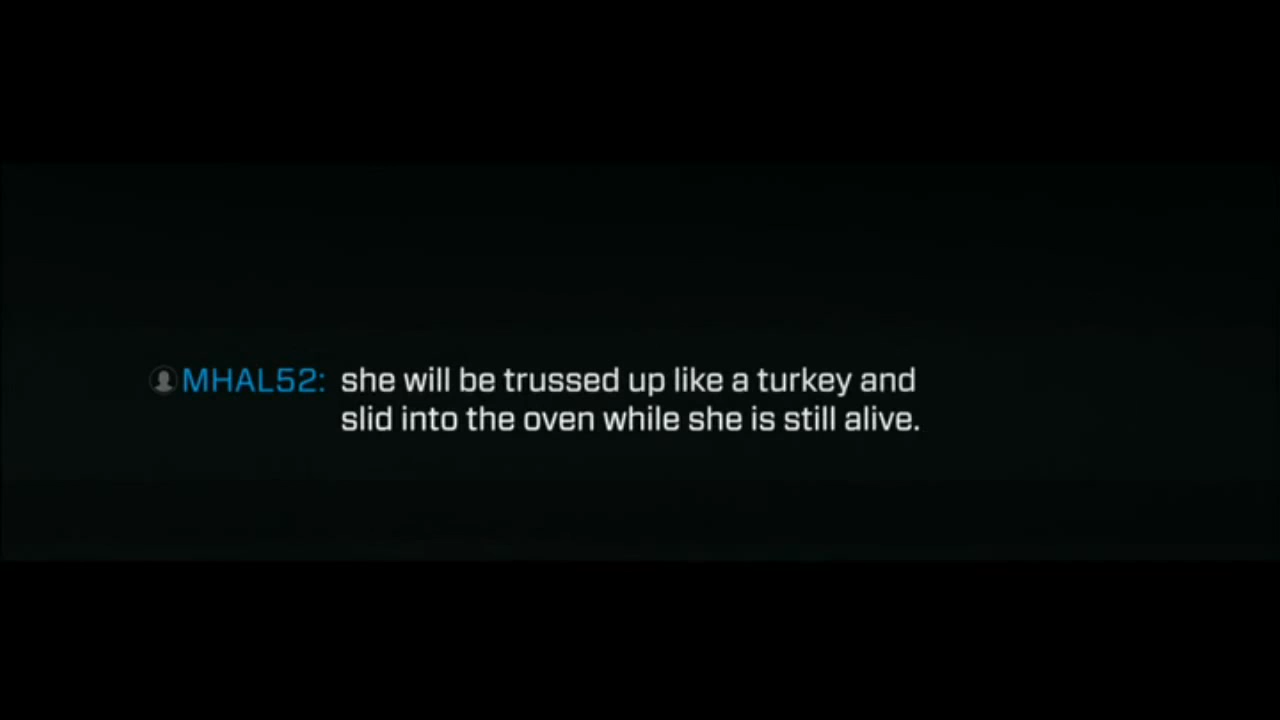 MHAL52: she will be trussed up like a turkey and
slid into the oven while she is still alive.